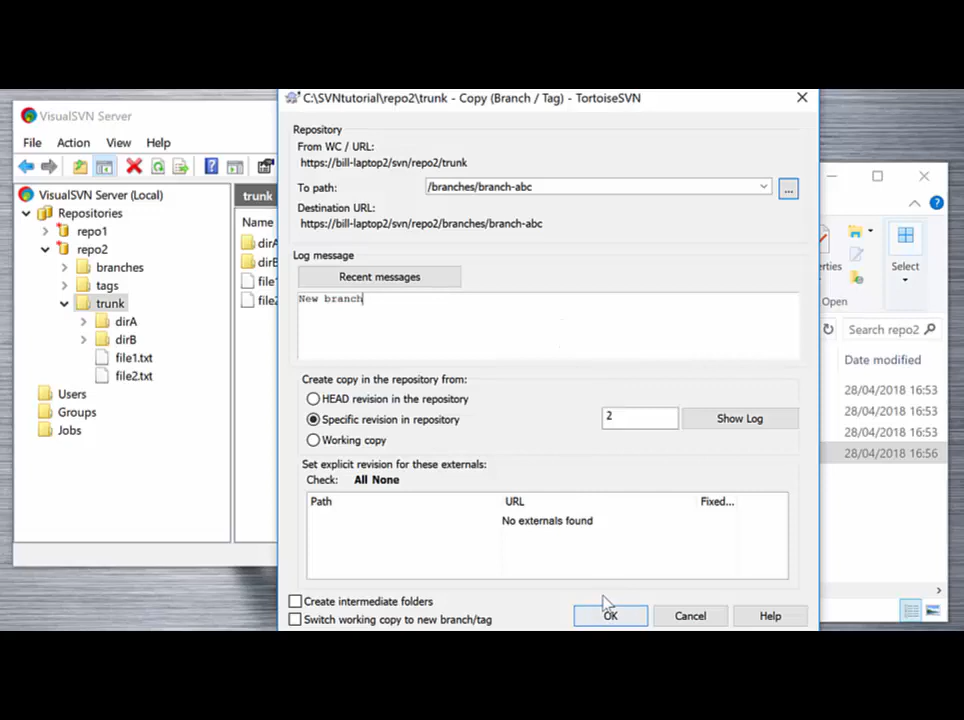 VisualSVN Server
File Action View Help
VisualSVN Server (Local)
Repositories
repo1
repo2
branches
tags
trunk
dirA
dirB
file1.txt
file2.txt
Users
Groups
Jobs
trunk
Name
C:\SVNtutorial\repo2\trunk - Copy (Branch / Tag) - TortoiseSVN
Repository
From WC / URL:
https://bill-laptop2/svn/repo2/trunk
To path:
/branches/branch-abc
...
Destination URL:
https://bill-laptop2/svn/repo2/branches/branch-abc
Log message
Recent messages
New branch
Create copy in the repository from:
HEAD revision in the repository
Specific revision in repository
2
Show Log
Working copy
Set explicit revision for these externals:
Check: All None
Path URL Fixed...
No externals found
Create intermediate folders
Switch working copy to new branch/tag
OK Cancel Help
Select
Open
Search repo2
Date modified
28/04/2018 16:53
28/04/2018 16:53
28/04/2018 16:53
28/04/2018 16:56